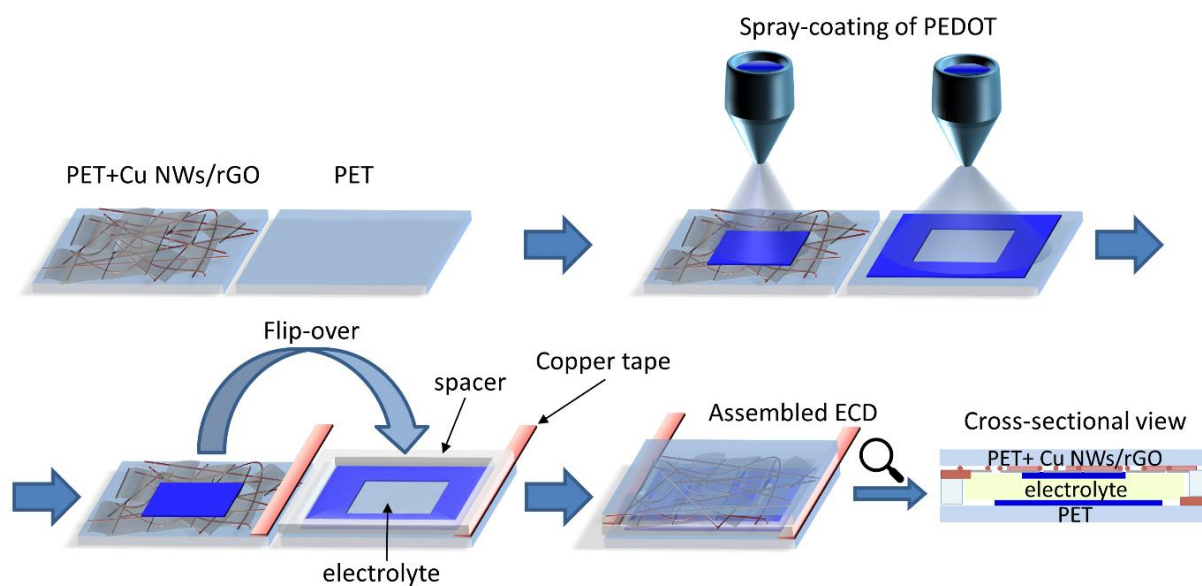 Spray-coating of PEDOT
PET+Cu NWs/rGO
PET
Flip-over
spacer
Copper tape
electrolyte
Assembled ECD
Cross-sectional view
PET+ Cu NWs/rGO
electrolyte
PET